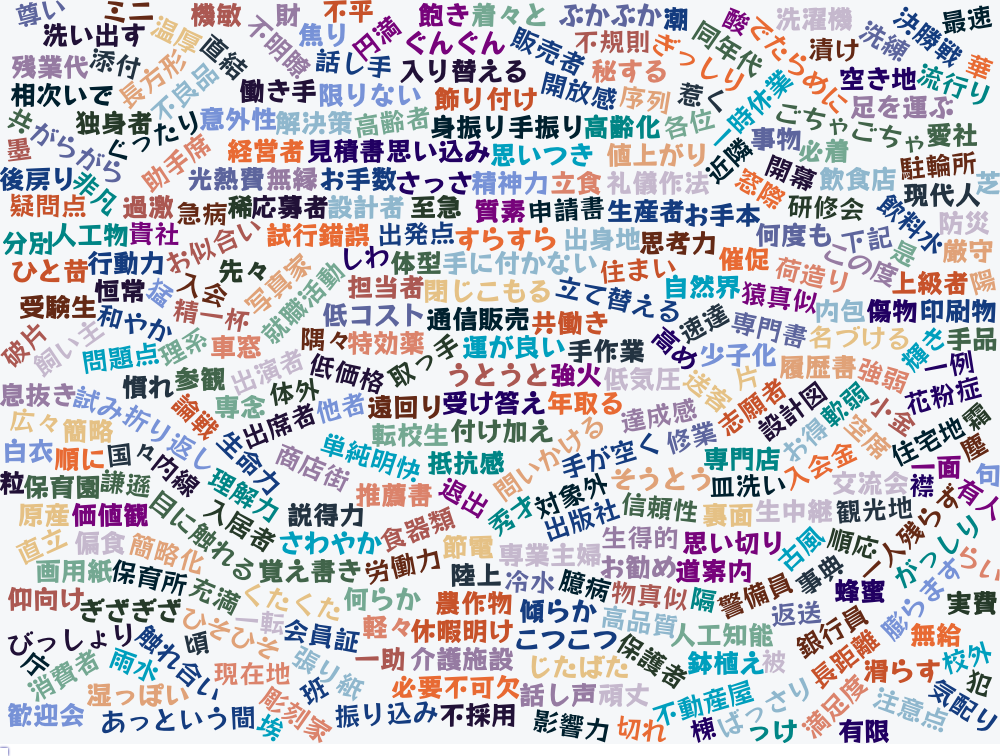 尊い
ミニ
機敏
財
不平
飽き
着々と
ぶかぶか
潮
酸
洗濯機
決勝戦
最速
洗い出す
温厚
直結
不明瞭
焦り
円満
ぐんぐん
販売者
不規則
ぎっしり
同年代
でたらめに
漬け
洗練
華
残業代
添付
長方形
不良品
話し手
入り替える
秘する
空き地
流行り
相次いで
働き手
限りない
飾り付け
開放感
序列
惹く
一時休業
足を運ぶ
共
がらがら
独身者
ぐったり
意外性
解決策
高齢者
身振り手振り
高齢化
各位
ごちゃごちゃ
愛社
墨
助手席
経営者
見積書
思い込み
思いつき
値上がり
近隣
事物
必着
駐輪所
後戻り
非凡
光熱費
無縁
お手数
さっさ
精神力
立食
礼儀作法
窓際
開幕
飲食店
現代人
芝
疑問点
過激
急病
稀
応募者
設計者
至急
質素
申請書
生産者
お手本
研修会
飲料水
防災
分別
人工物
貴社
お似合い
試行錯誤
出発点
すらすら
出身地
思考力
何度も
下記
是
厳守
ひと昔
行動力
先々
しわ
体型
手に付かない
住まい
催促
荷造り
この度
上級者
陽
受験生
恒常
猛
入会
写真家
就職活動
担当者
閉じこもる
立て替える
自然界
猿真似
内包
傷物
印刷物
破片
和やか
精一杯
低コスト
通信販売
共働き
高め
速達
専門書
名づける
輝き
手品
飼い主
問題点
理系
車窓
隅々
特効薬
取っ手
運が良い
手作業
少子化
履歴書
強弱
一例
息抜き
慣れ
参観
出演者
体外
低価格
うとうと
強火
低気圧
送客
片
志願者
設計図
軟弱
小金
花粉症
試み
折り返し
論戦
専念
出席者
他者
遠回り
受け答え
年取る
達成感
広々
簡略
生命力
転校生
付け加え
問いかける
手が空く
修業
お得
座席
住宅地
霜
白衣
順に
国々
内線
商店街
単純明快
抵抗感
専門店
入会金
一面
塵
粒
保育園
謙遜
理解力
推薦書
退出
秀才
対象外
そうとう
皿洗い
交流会
襟
有人
句
原産
価値観
目に触れる
入居者
説得力
食器類
出版社
信頼性
裏面
生中継
観光地
一人残らず
直立
偏食
簡略化
さわやか
節電
専業主婦
生得的
思い切り
古風
順応
がっしり
らい
画用紙
保育所
充満
覚え書き
労働力
陸上
冷水
臆病
お勧め
道案内
警備員
事典
蜂蜜
仰向け
ぎざぎざ
くたくた
何らか
農作物
傾らか
物真似
隔
返送
膨らます
実費
びっしょり
触れ合い
ひそひそ
一転
会員証
軽々
休暇明け
こつこつ
高品質
人工知能
銀行員
無給
庁
消費者
雨水
頃
現在地
張り紙
一助
介護施設
じたばた
保護者
鉢植え
被
長距離
滑らす
校外
湿っぽい
彫刻家
班
必要不可欠
話し声
頑丈
不動産屋
ばっさり
満足度
注意点
気配り
犯
歓迎会
あっという間
埃
振り込み
不採用
影響力
切れ
棟
つけ
有限